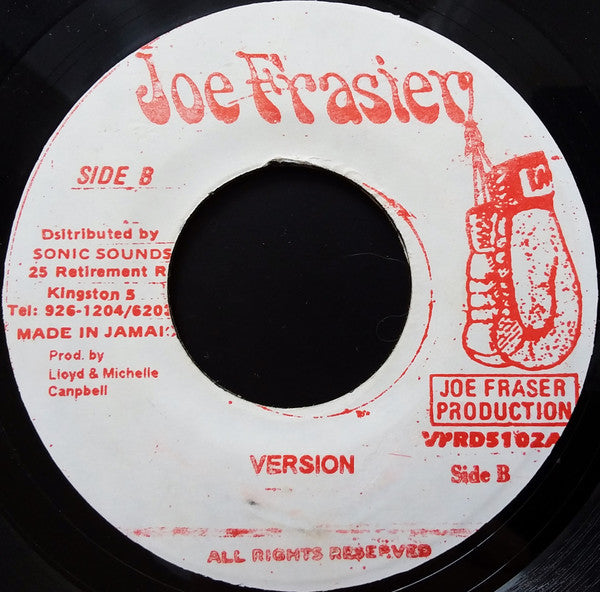 Joe Frasier
SIDE B
Dsitributed by
SONIC SOUNDS
25 Retirement R
Kingston 5
Tel: 926-1204/6203
MADE IN JAMAI
Prod. by
Lloyd & Michelle
Canpbell
JOE FRASER
PRODUCTION
VPRD5102A
VERSION
Side B
ALL RIGHTS RESERVED